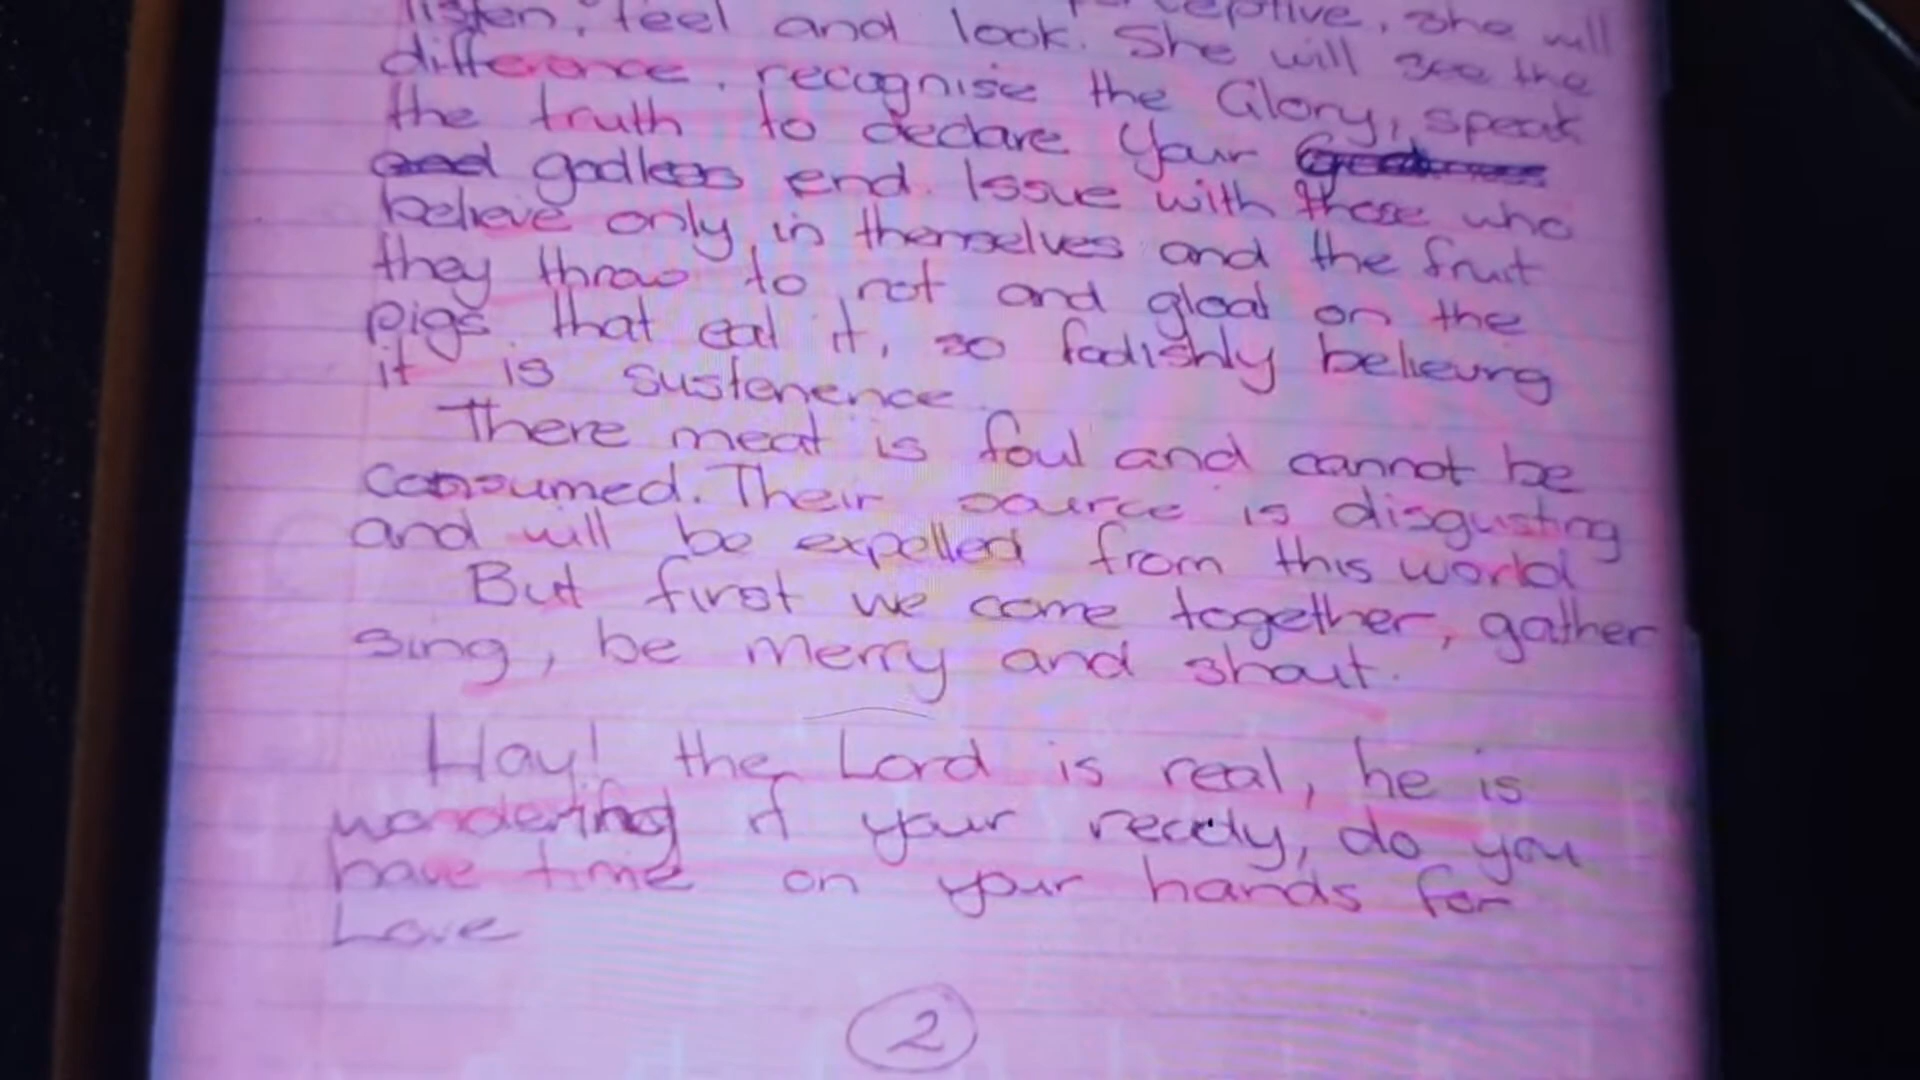 listen, feel and look. She will see the
difference, recognise the Glory, speak
the truth to declare your
godless end. Issue with those who
believe only in themselves and the fruit
they throw to rot and gloat on the
pigs that eat it, so fodishly believing
it is sustenence.
There meat is foul and cannot be
consumed. Their source is disgusting
and will be expelled from this world
But first we come together, gather
sing, be merry and shout.
Hay! the Lord is real, he is
wondering if your ready, do you
have time on your hands for
Love
2